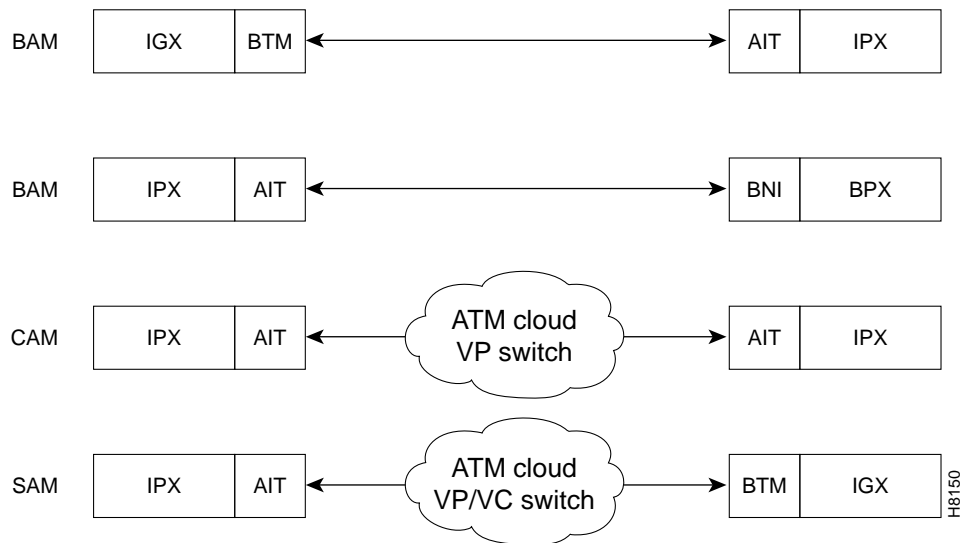 BAM IGX BTM AIT IPX
BAM IPX AIT BNI BPX
CAM IPX AIT ATM cloud
VP switch AIT IPX
SAM IPX AIT ATM cloud
VP/VC switch BTM IGX
H8150